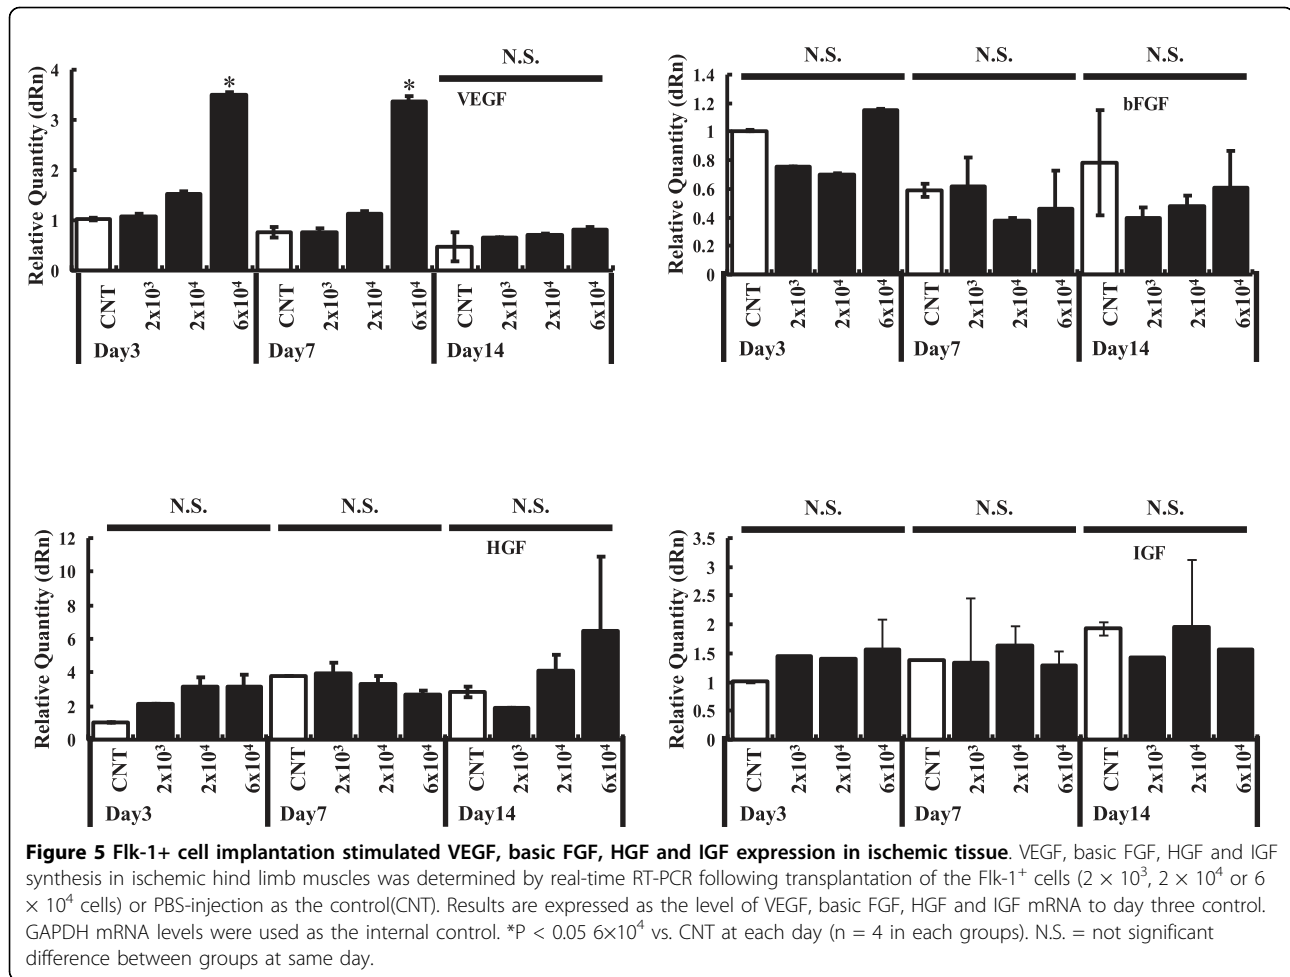 N.S.
Relative Quantity (dRn)
4
3
2
1
0
*
*
VEGF
CNT
2x10³
2x10⁴
6x10⁴
CNT
2x10³
2x10⁴
6x10⁴
CNT
2x10³
2x10⁴
6x10⁴
Day3
Day7
Day14
N.S.
N.S.
N.S.
Relative Quantity (dRn)
1.4
1.2
1
0.8
0.6
0.4
0.2
0
bFGF
CNT
2x10³
2x10⁴
6x10⁴
CNT
2x10³
2x10⁴
6x10⁴
CNT
2x10³
2x10⁴
6x10⁴
Day3
Day7
Day14
N.S.
N.S.
N.S.
Relative Quantity (dRn)
12
10
8
6
4
2
0
HGF
CNT
2x10³
2x10⁴
6x10⁴
CNT
2x10³
2x10⁴
6x10⁴
CNT
2x10³
2x10⁴
6x10⁴
Day3
Day7
Day14
N.S.
N.S.
N.S.
Relative Quantity (dRn)
3.5
3
2.5
2
1.5
1
0.5
0
IGF
CNT
2x10³
2x10⁴
6x10⁴
CNT
2x10³
2x10⁴
6x10⁴
CNT
2x10³
2x10⁴
6x10⁴
Day3
Day7
Day14
Figure 5 Flk-1+ cell implantation stimulated VEGF, basic FGF, HGF and IGF expression in ischemic tissue. VEGF, basic FGF, HGF and IGF
synthesis in ischemic hind limb muscles was determined by real-time RT-PCR following transplantation of the Flk-1⁺ cells (2 × 10³, 2 × 10⁴ or 6
× 10⁴ cells) or PBS-injection as the control(CNT). Results are expressed as the level of VEGF, basic FGF, HGF and IGF mRNA to day three control.
GAPDH mRNA levels were used as the internal control. *P < 0.05 6×10⁴ vs. CNT at each day (n = 4 in each groups). N.S. = not significant
difference between groups at same day.